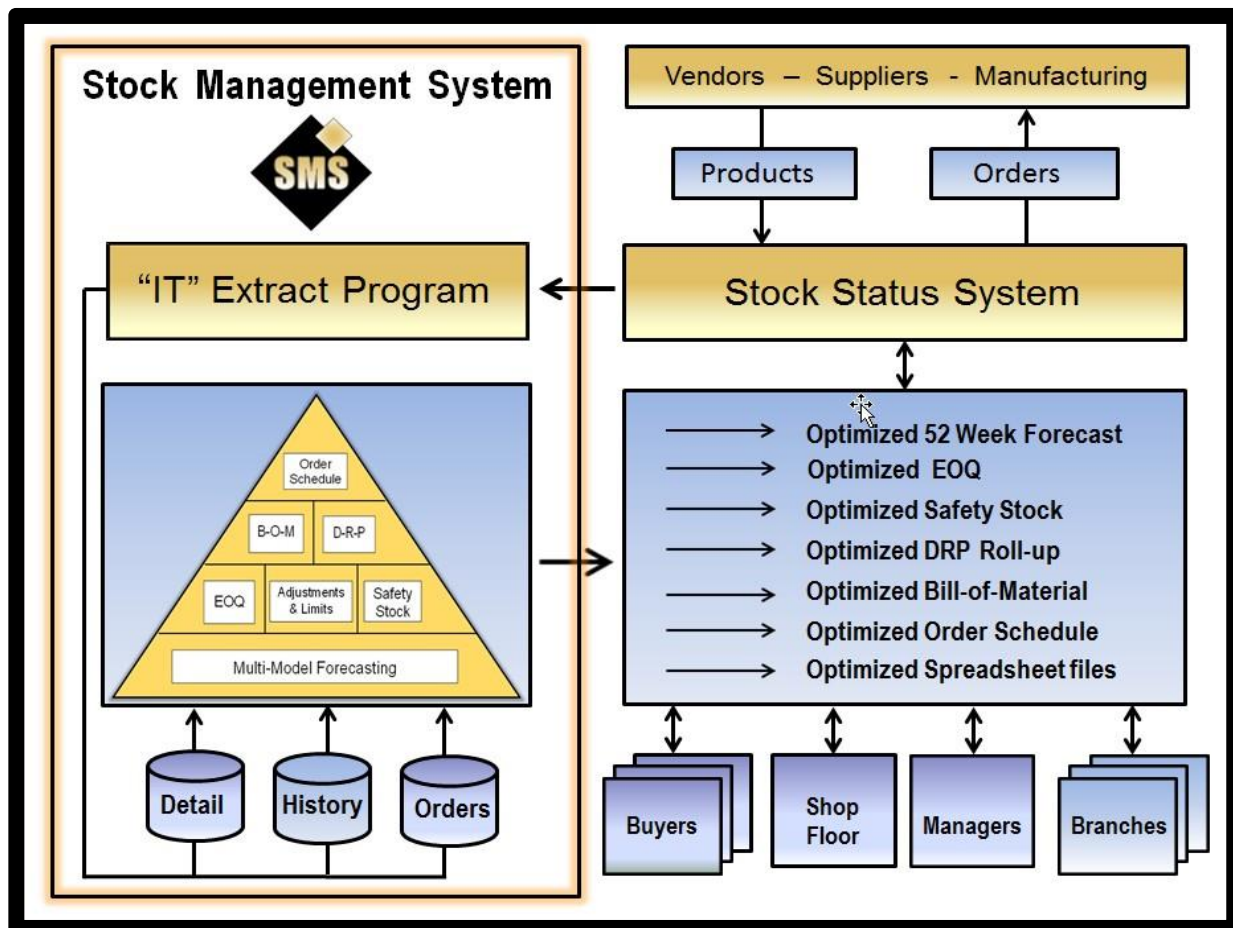 Stock Management System
SMS
"IT" Extract Program
Order
Schedule
B-O-M
D-R-P
EOQ
Adjustments
& Limits
Safety
Stock
Multi-Model Forecasting
Detail
History
Orders
Vendors – Suppliers - Manufacturing
Products
Orders
Stock Status System
Optimized 52 Week Forecast
Optimized EOQ
Optimized Safety Stock
Optimized DRP Roll-up
Optimized Bill-of-Material
Optimized Order Schedule
Optimized Spreadsheet files
Buyers
Shop
Floor
Managers
Branches